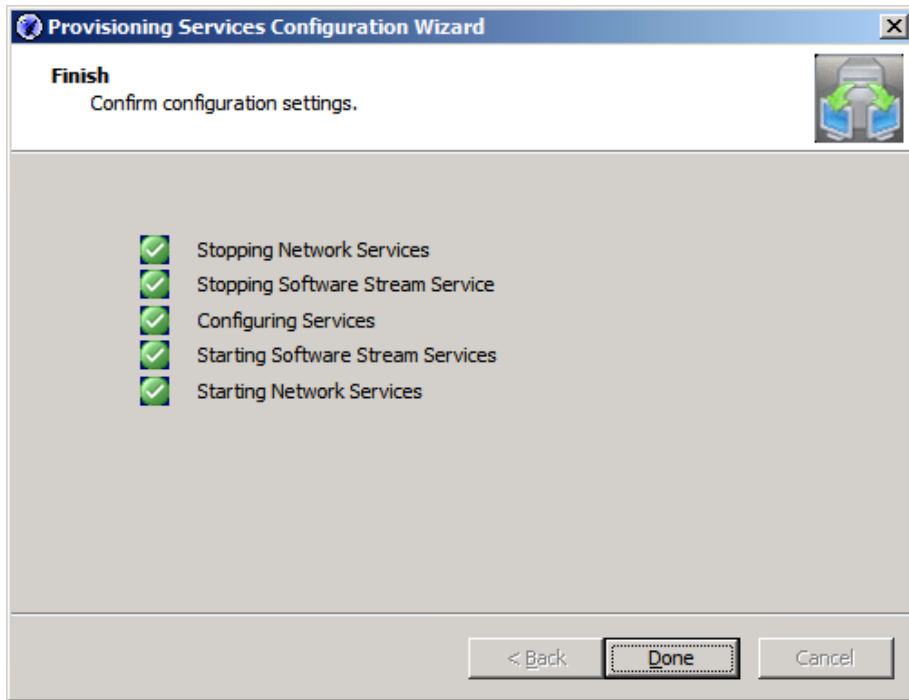 Provisioning Services Configuration Wizard
Finish
Confirm configuration settings.
Stopping Network Services
Stopping Software Stream Service
Configuring Services
Starting Software Stream Services
Starting Network Services
< Back Done Cancel